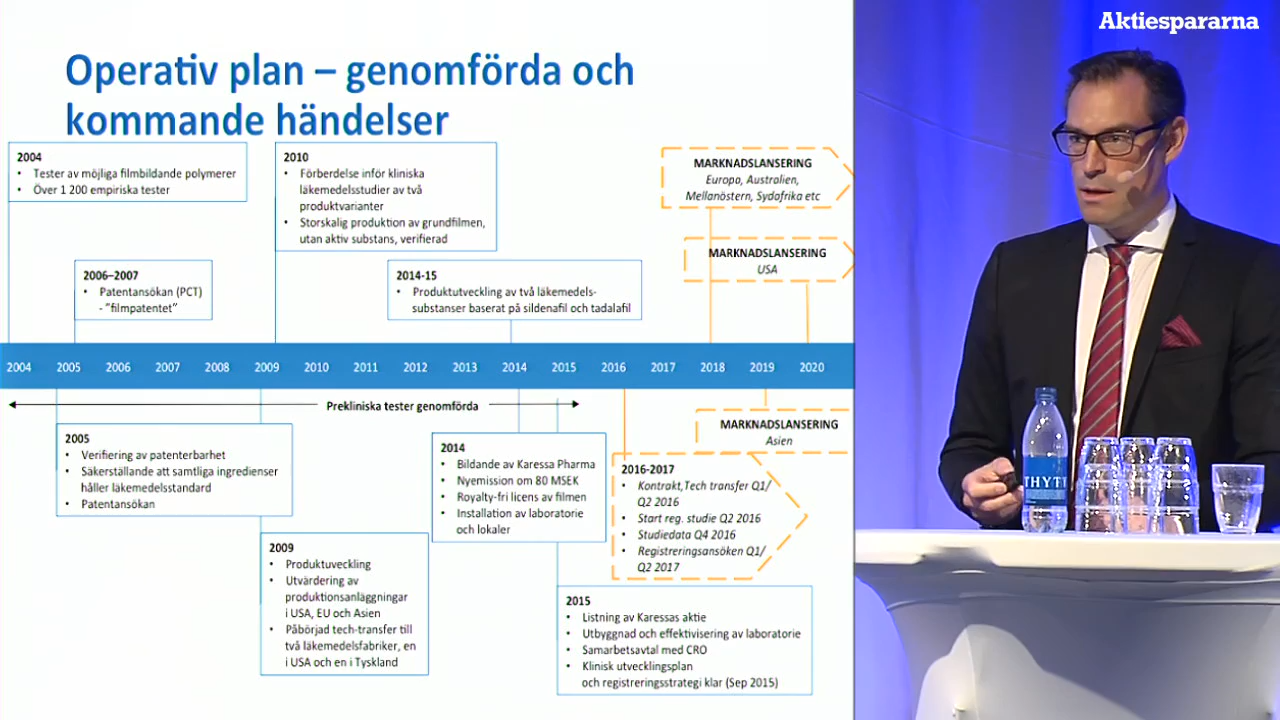 Aktiespararna
Operativ plan – genomförda och
kommande händelser
2004
• Tester av möjliga filmbildande polymerer
• Över 1 200 empiriska tester
2010
• Förberdelse inför kliniska
läkemedelsstudier av två
produktvarianter
• Storskalig produktion av grundfilmen,
utan aktiv substans, verifierad
MARKNADSLANSERING
Europa, Australien,
Mellanöstern, Sydafrika etc
MARKNADSLANSERING
USA
2006–2007
• Patentansökan (PCT)
- "filmpatentet"
2014-15
• Produktutveckling av två läkemedels-
substanser baserat på sildenafil och tadalafil
2004 2005 2006 2007 2008 2009 2010 2011 2012 2013 2014 2015 2016 2017 2018 2019 2020
Prekliniska tester genomförda
MARKNADSLANSERING
Asien
2005
• Verifiering av patenterbarhet
• Säkerställande att samtliga ingredienser
håller läkemedelsstandard
• Patentansökan
2014
• Bildande av Karessa Pharma
• Nyemission om 80 MSEK
• Royalty-fri licens av filmen
• Installation av laboratorie
och lokaler
2016-2017
• Kontrakt,Tech transfer Q1/
Q2 2016
• Start reg. studie Q2 2016
• Studiedata Q4 2016
• Registreringsansöken Q1/
Q2 2017
2009
• Produktuveckling
• Utvärdering av
produktionsanläggningar
i USA, EU och Asien
• Påbörjad tech-transfer till
två läkemedelsfabriker, en
i USA och en i Tyskland
2015
• Listning av Karessas aktie
• Utbyggnad och effektivisering av laboratorie
• Samarbetsavtal med CRO
• Klinisk utvecklingsplan
och registreringsstrategi klar (Sep 2015)